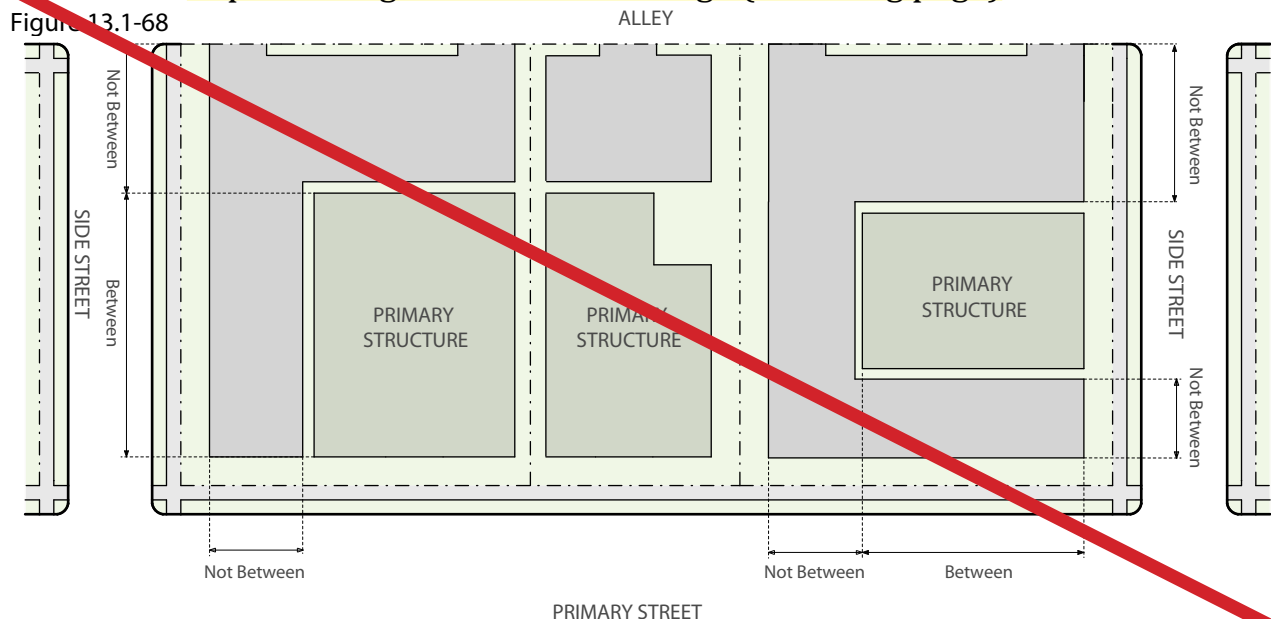 Figure 13.1-68
ALLEY
Not Between
Not Between
SIDE STREET
Between
PRIMARY
STRUCTURE
PRIMARY
STRUCTURE
PRIMARY
STRUCTURE
SIDE STREET
Not Between
Not Between
Not Between
Between
PRIMARY STREET